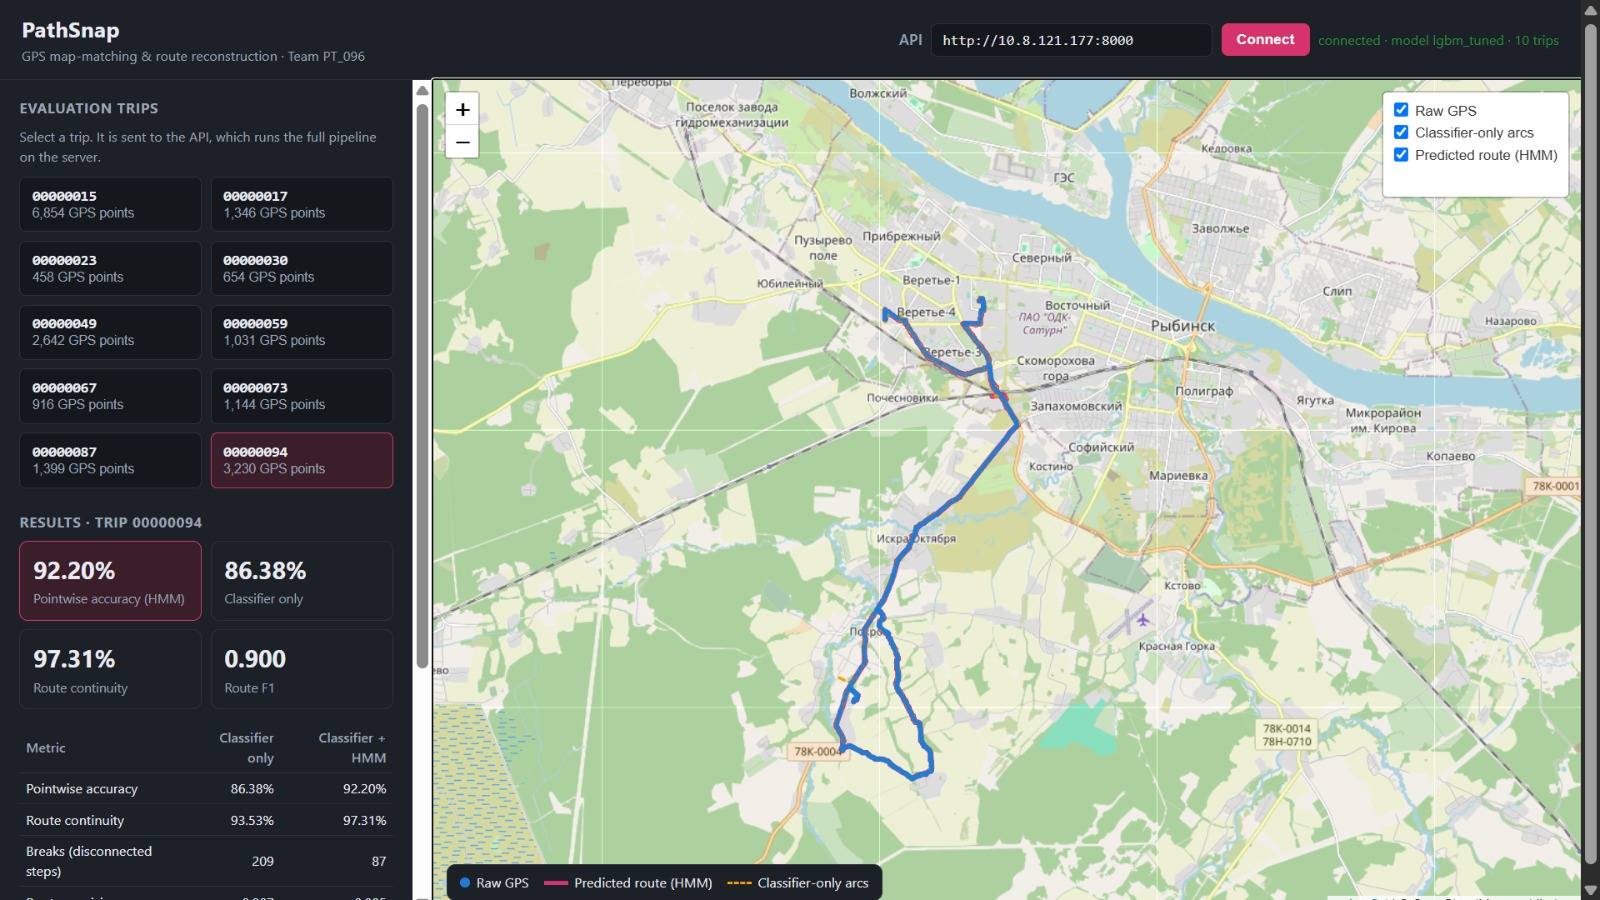 PathSnap
GPS map-matching & route reconstruction · Team PT_096
API
http://10.8.121.177:8000
Connect
connected · model lgbm_tuned · 10 trips
EVALUATION TRIPS
Select a trip. It is sent to the API, which runs the full pipeline
on the server.
00000015
6,854 GPS points
00000017
1,346 GPS points
00000023
458 GPS points
00000030
654 GPS points
00000049
2,642 GPS points
00000059
1,031 GPS points
00000067
916 GPS points
00000073
1,144 GPS points
00000087
1,399 GPS points
00000094
3,230 GPS points
RESULTS · TRIP 00000094
92.20%
Pointwise accuracy (HMM)
86.38%
Classifier only
97.31%
Route continuity
0.900
Route F1
Metric
Classifier
only
Classifier +
HMM
Pointwise accuracy
86.38%
92.20%
Route continuity
93.53%
97.31%
Breaks (disconnected
steps)
209
87
+
−
Raw GPS
Classifier-only arcs
Predicted route (HMM)
Переборы
Волжский
Поселок завода
гидромеханизации
Кедровка
ГЭС
Заволжье
Пузырево
поле
Прибрежный
Северный
Юбилейный
Веретье-1
Слип
Восточный
Веретье-4
ПАО "ОДК-
Сатурн"
Рыбинск
Назарово
Веретье-3
Скоморохова
гора
Полиграф
Почесновики
Запахомовский
Ягутка
Микрорайон
им. Кирова
Софийский
Копаево
Костино
Мариевка
78К-0001
Искра Октября
Кстово
Красная Горка
78К-0014
78Н-0710
78К-0004
Raw GPS
Predicted route (HMM)
Classifier-only arcs